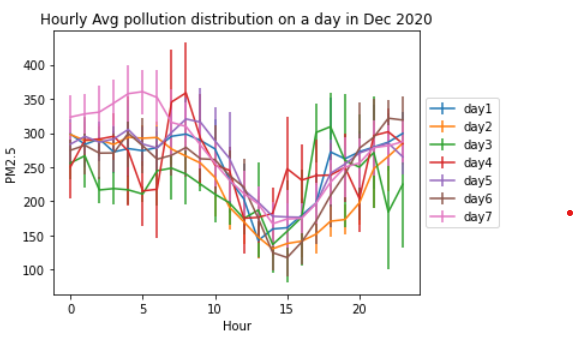 Hourly Avg pollution distribution on a day in Dec 2020
400
350
300
250
200
150
100
PM2.5
0
5
10
15
20
Hour
day1
day2
day3
day4
day5
day6
day7